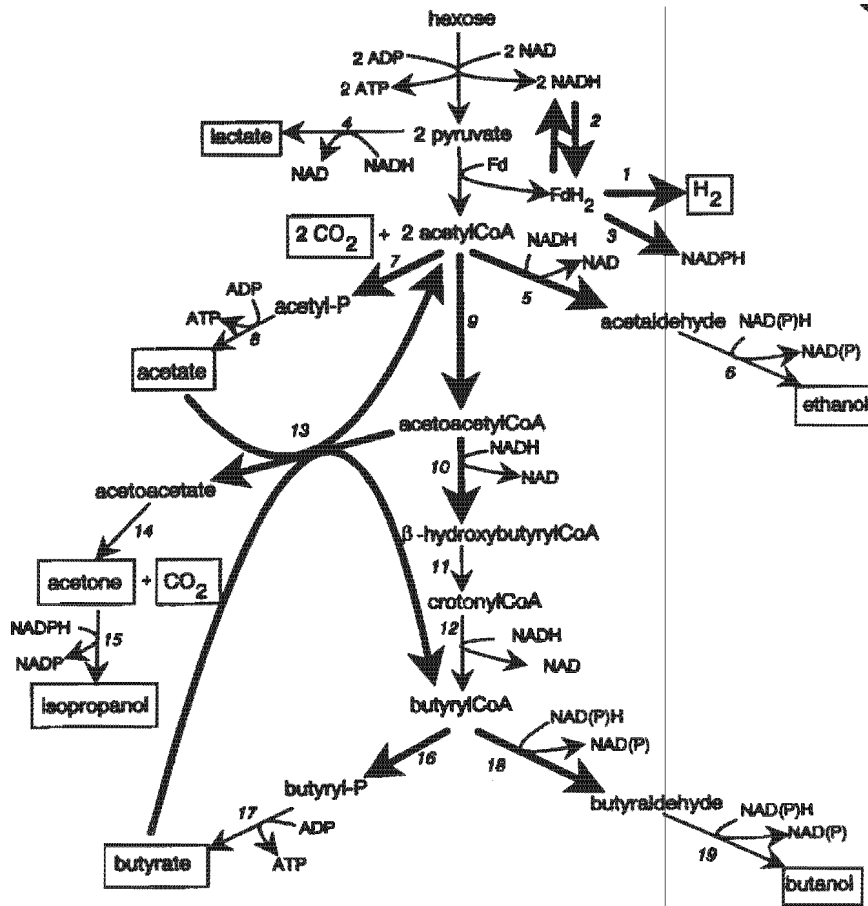 hexose
2 ADP
2 NAD
2 ATP
2 NADH
2
4
lactate
2 pyruvate
NAD
NADH
Fd
FdH2
1
H2
3
NADPH
2 CO2 + 2 acetylCoA
NADH
NAD
5
7
ADP
acetyl-P
ATP
8
acetate
9
acetaldehyde
NAD(P)H
NAD(P)
6
ethanol
13
acetoacetylCoA
NADH
10
NAD
acetoacetate
14
β-hydroxybutyrylCoA
11
acetone + CO2
crotonylCoA
NADPH
15
NADP
12
NADH
NAD
isopropanol
butyrylCoA
NAD(P)H
NAD(P)
16
18
butyryl-P
17
ADP
ATP
butyrate
butyraldehyde
NAD(P)H
NAD(P)
19
butanol